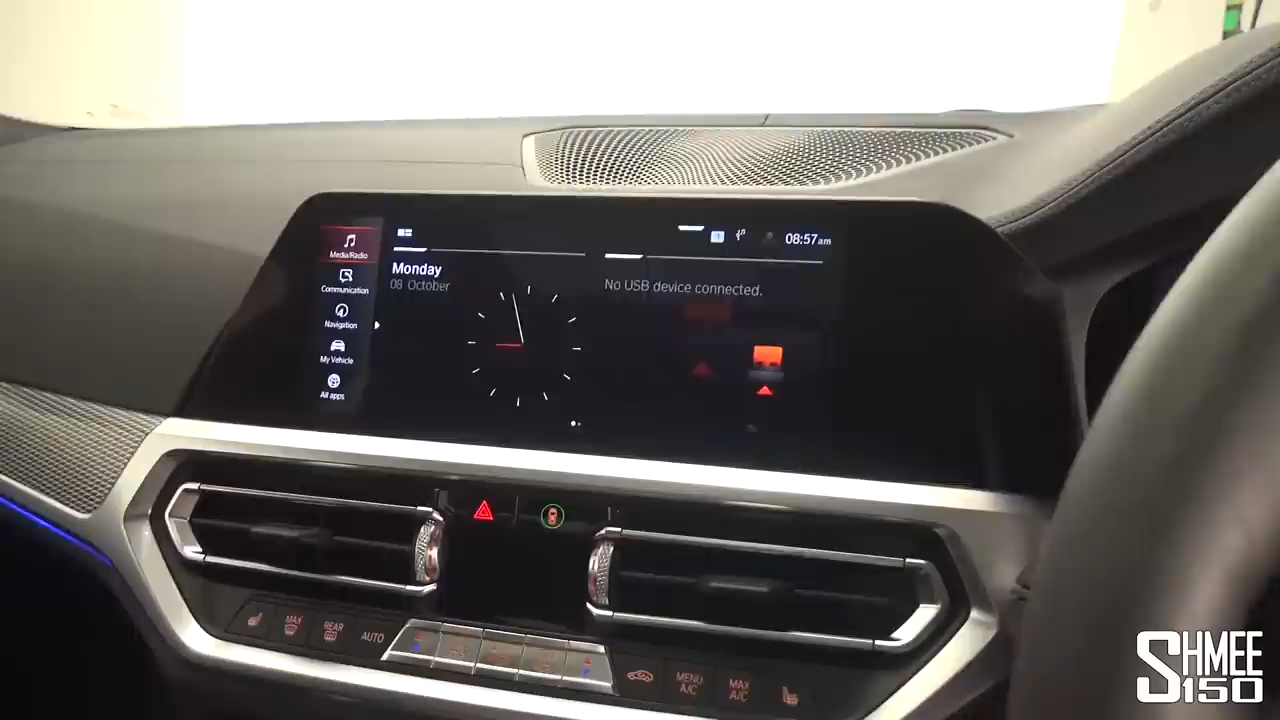 08:57am
Media/Radio
Communication
Navigation
My Vehicle
All apps
Monday
08 October
No USB device connected.
MAX
REAR
AUTO
MENU
A/C
MAX
A/C
SHMEE
150